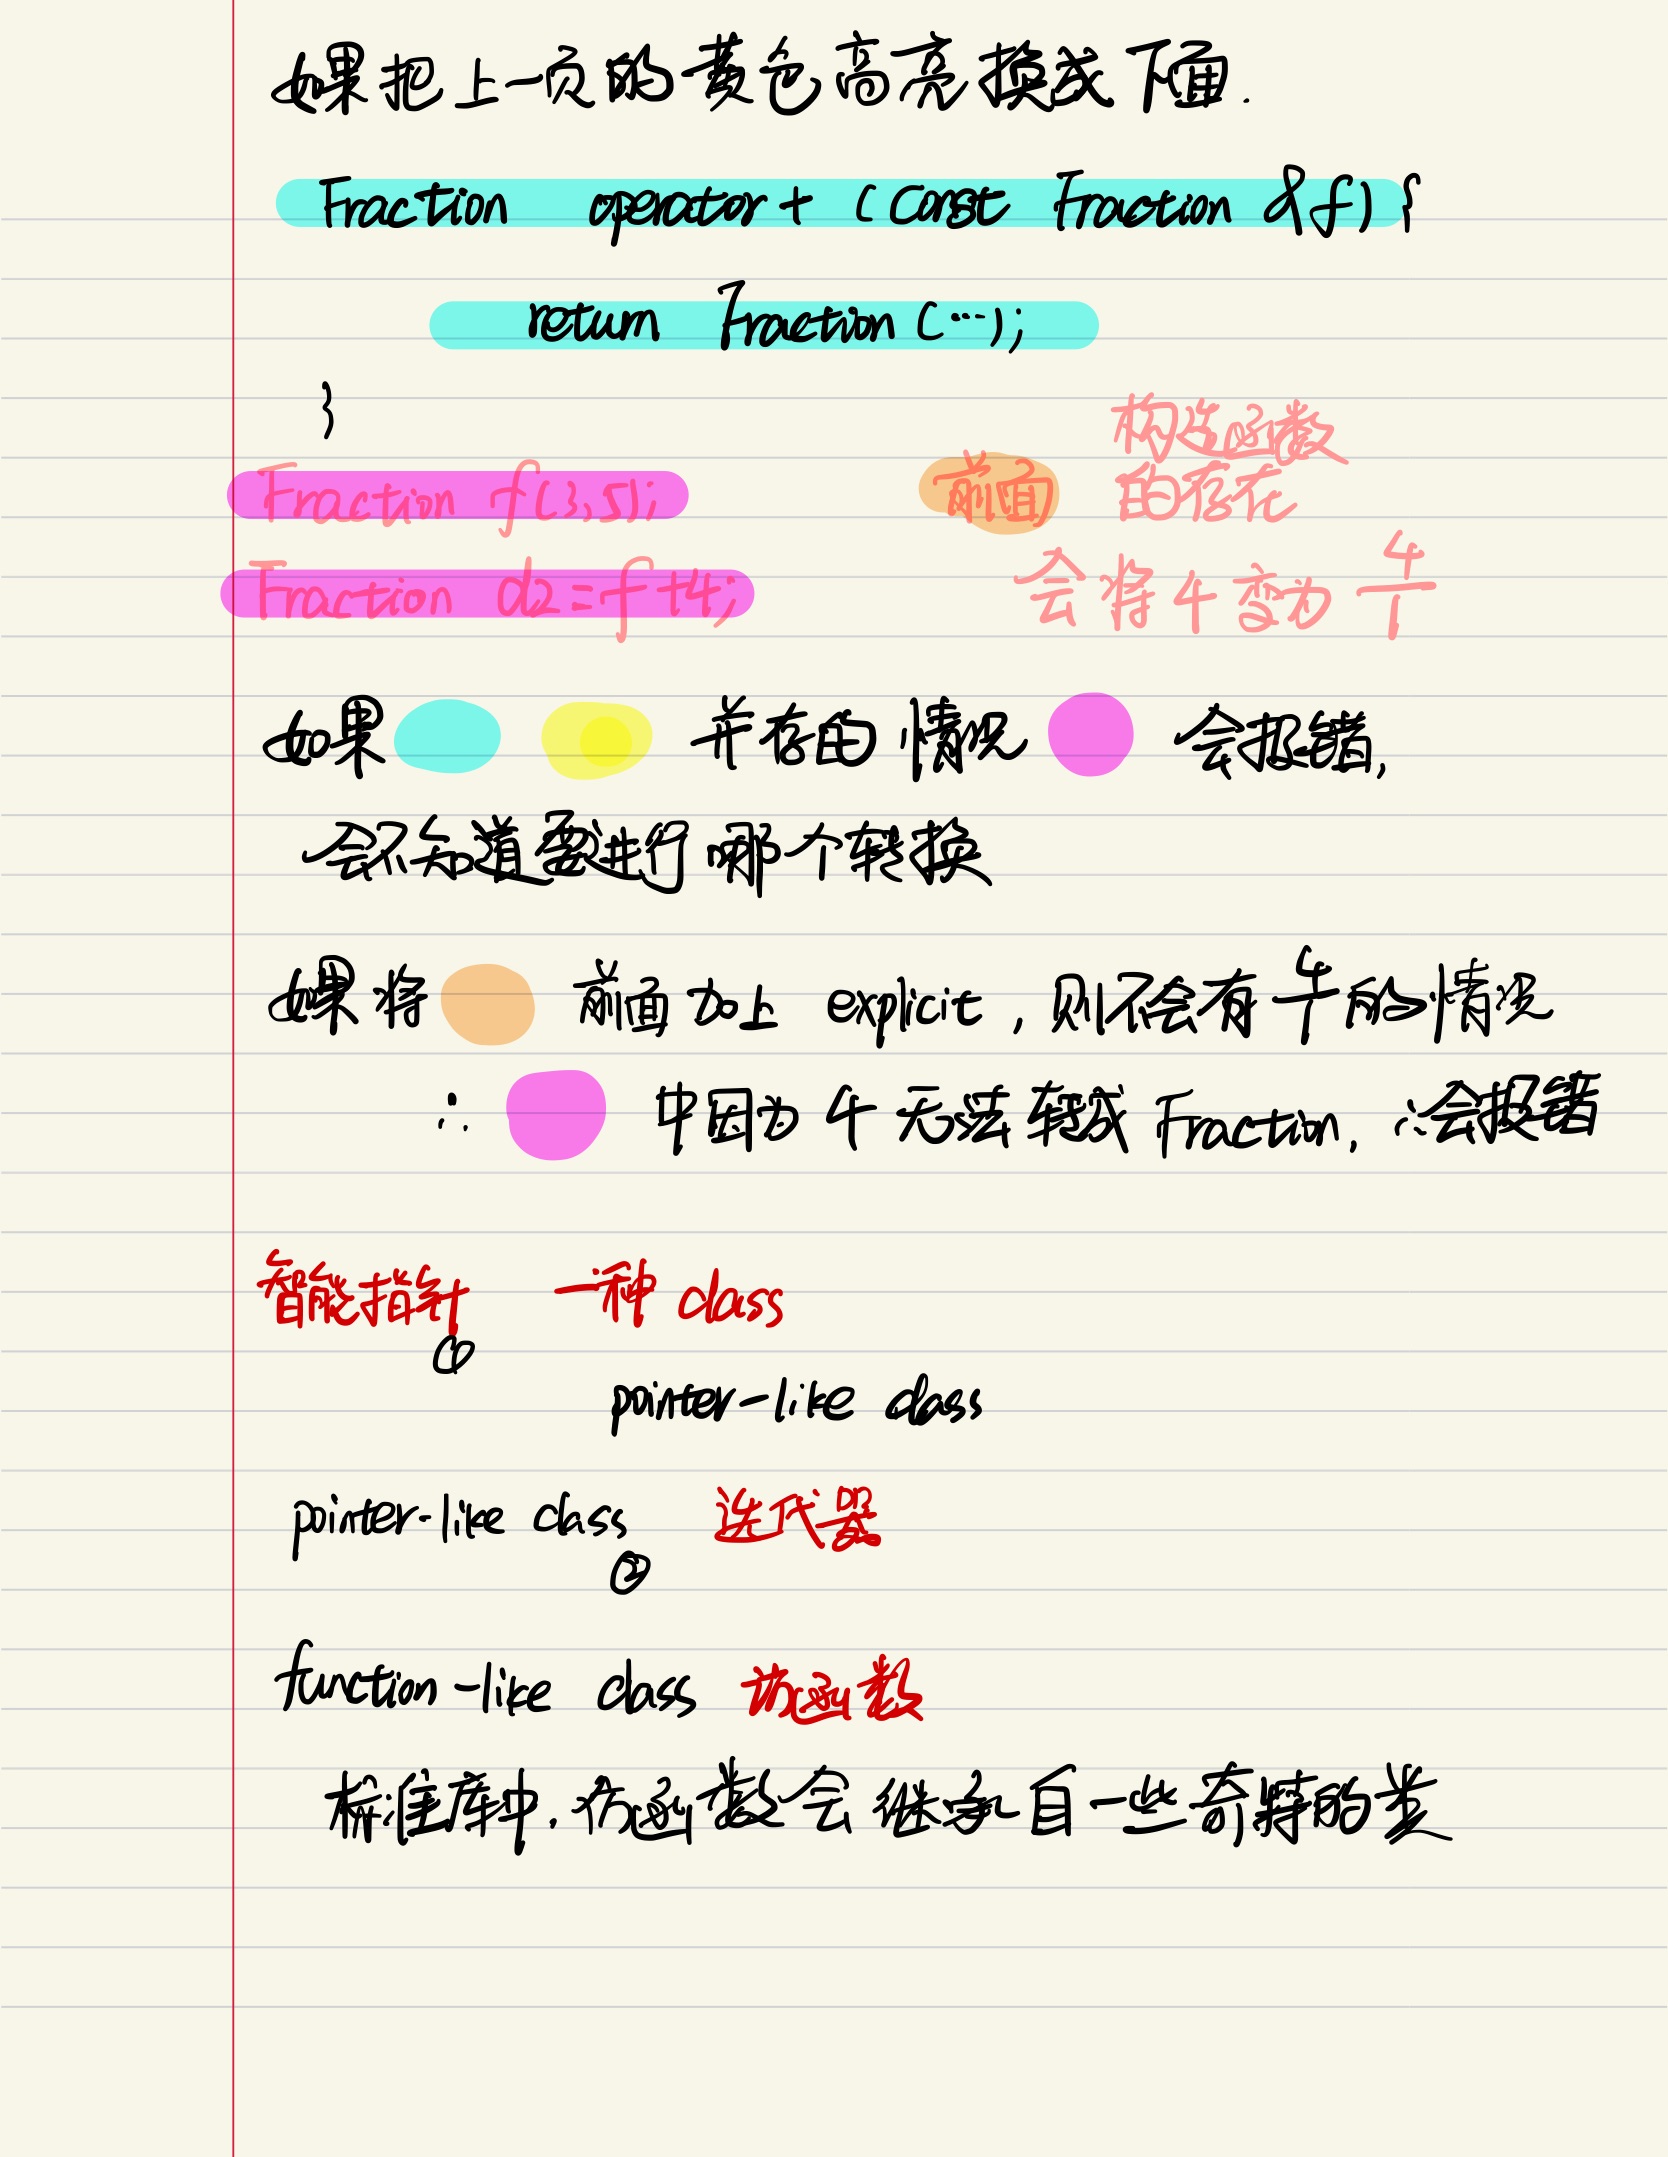 如果把上一页的黄色高亮换成下面.
Fraction operator+ (const Fraction &f) {
return Fraction (…);
}
构造函数
Fraction f(3,5); 前面 的存在
Fraction d2=f+4; 会将4变为 4/1
如果 并存的情况 会报错,
会不知道要进行哪个转换
如果将 前面加上 explicit, 则不会有 4/1 的情况
∴ 中因为4无法转成 Fraction, ∴会报错
智能指针 一种 class
①
pointer-like class
pointer-like class 迭代器
②
function-like class 仿函数
标准库中,仿函数会继承自一些奇特的类